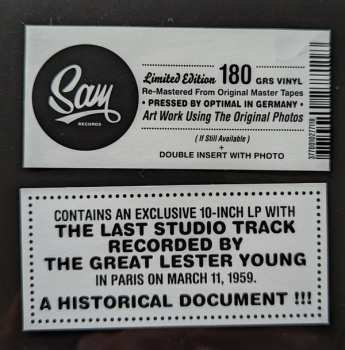 Sam
RECORDS
Limited Edition 180 GRS VINYL
Re-Mastered From Original Master Tapes
• PRESSED BY OPTIMAL IN GERMANY •
Art Work Using The Original Photos
( If Still Available )
+
DOUBLE INSERT WITH PHOTO
CONTAINS AN EXCLUSIVE 10-INCH LP WITH
THE LAST STUDIO TRACK
RECORDED BY
THE GREAT LESTER YOUNG
IN PARIS ON MARCH 11, 1959.
A HISTORICAL DOCUMENT !!!